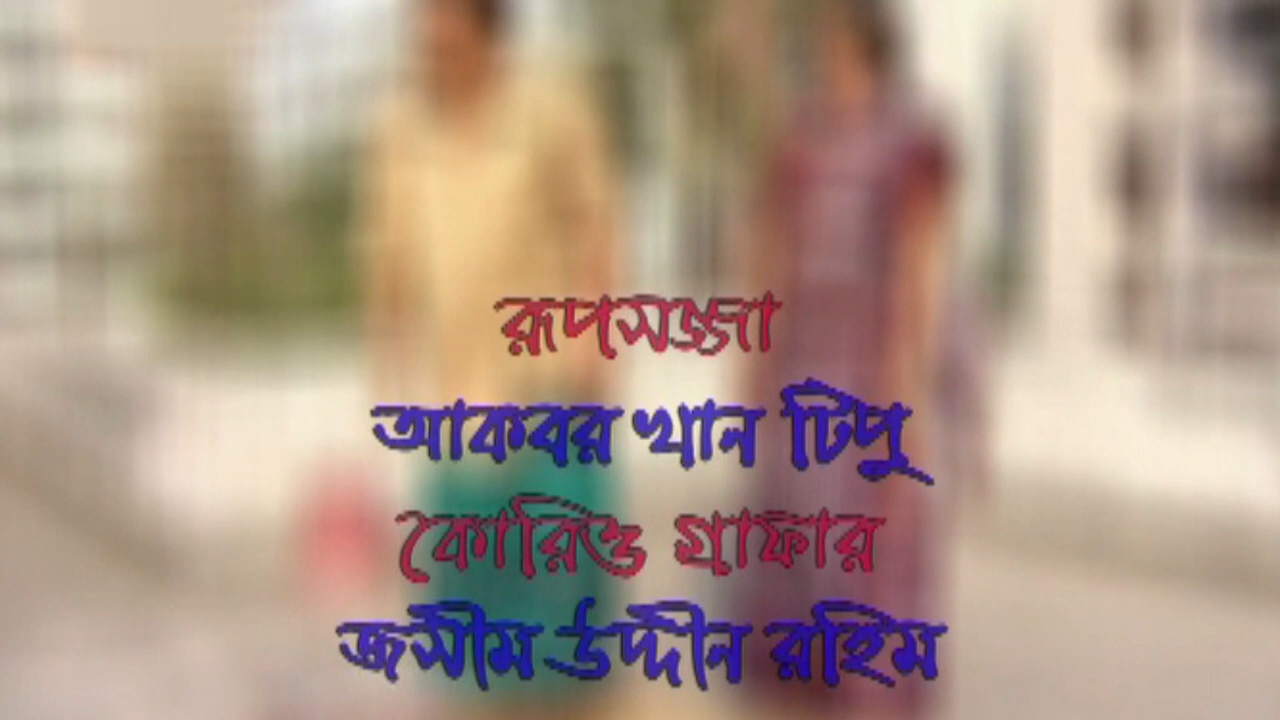 রূপসজ্জা
আকবর খান টিপু
কোরিওগ্রাফার
জসীম উদ্দীন রহিম